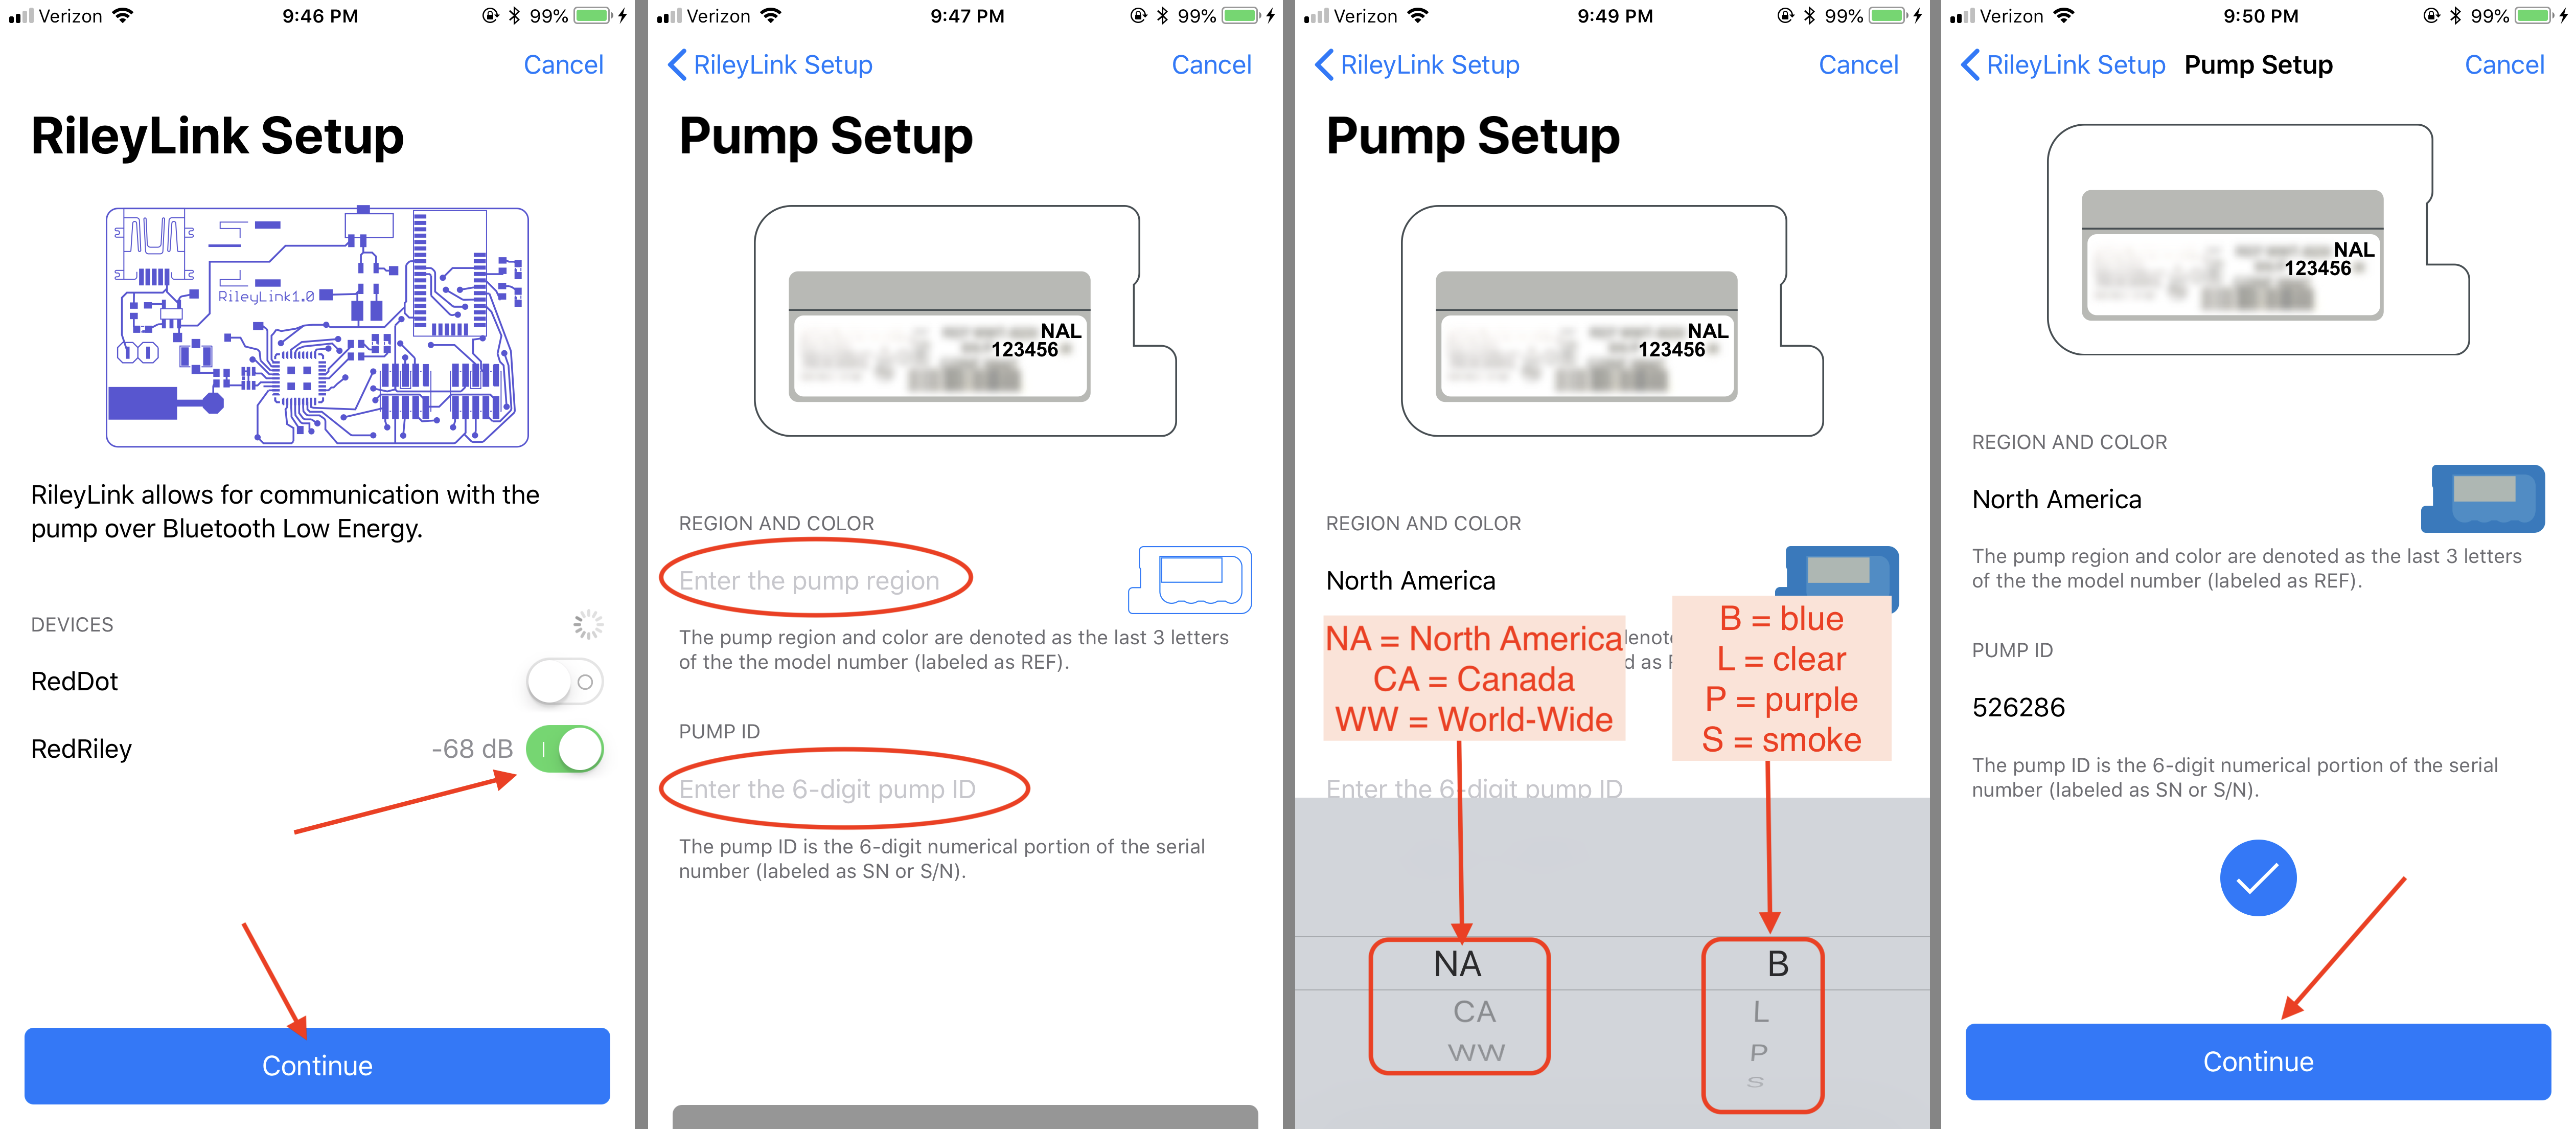 Verizon 9:46 PM 99%
Cancel
RileyLink Setup
RileyLink1.0
RileyLink allows for communication with the
pump over Bluetooth Low Energy.
DEVICES
RedDot
RedRiley -68 dB
Continue
Verizon 9:47 PM 99%
RileyLink Setup Cancel
Pump Setup
NAL
123456
REGION AND COLOR
Enter the pump region
The pump region and color are denoted as the last 3 letters
of the the model number (labeled as REF).
PUMP ID
Enter the 6-digit pump ID
The pump ID is the 6-digit numerical portion of the serial
number (labeled as SN or S/N).
Verizon 9:49 PM 99%
RileyLink Setup Cancel
Pump Setup
NAL
123456
REGION AND COLOR
North America
NA = North America
CA = Canada
WW = World-Wide
B = blue
L = clear
P = purple
S = smoke
Enter the 6-digit pump ID
NA B
CA L
WW P
S
Verizon 9:50 PM 99%
RileyLink Setup Pump Setup Cancel
NAL
123456
REGION AND COLOR
North America
The pump region and color are denoted as the last 3 letters
of the the model number (labeled as REF).
PUMP ID
526286
The pump ID is the 6-digit numerical portion of the serial
number (labeled as SN or S/N).
Continue